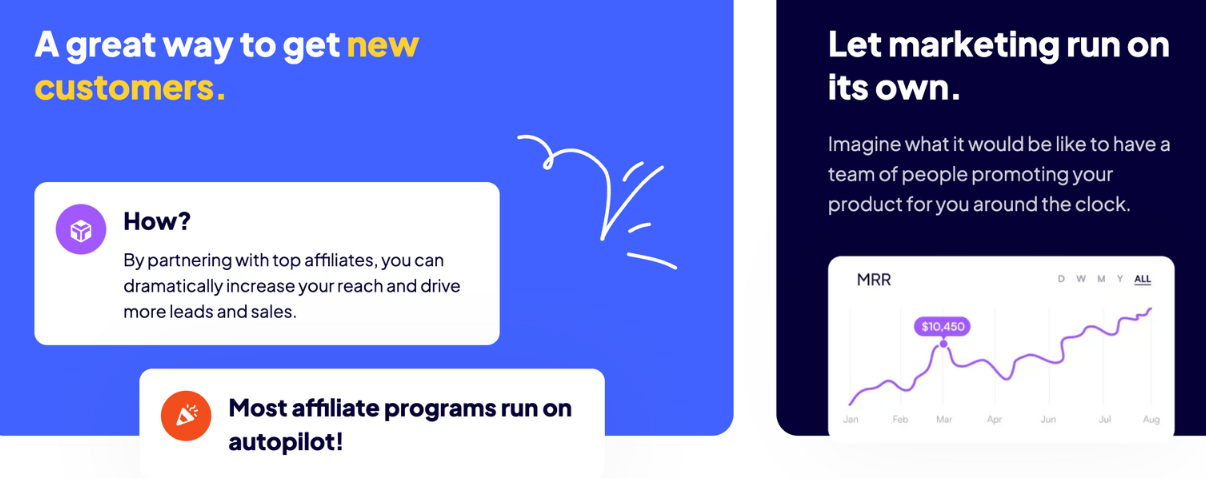 A great way to get new
customers.
How?
By partnering with top affiliates, you can
dramatically increase your reach and drive
more leads and sales.
Most affiliate programs run on
autopilot!
Let marketing run on
its own.
Imagine what it would be like to have a
team of people promoting your
product for you around the clock.
MRR
D W M Y ALL
$10,450
Jan Feb Mar Apr Jun Jul Aug